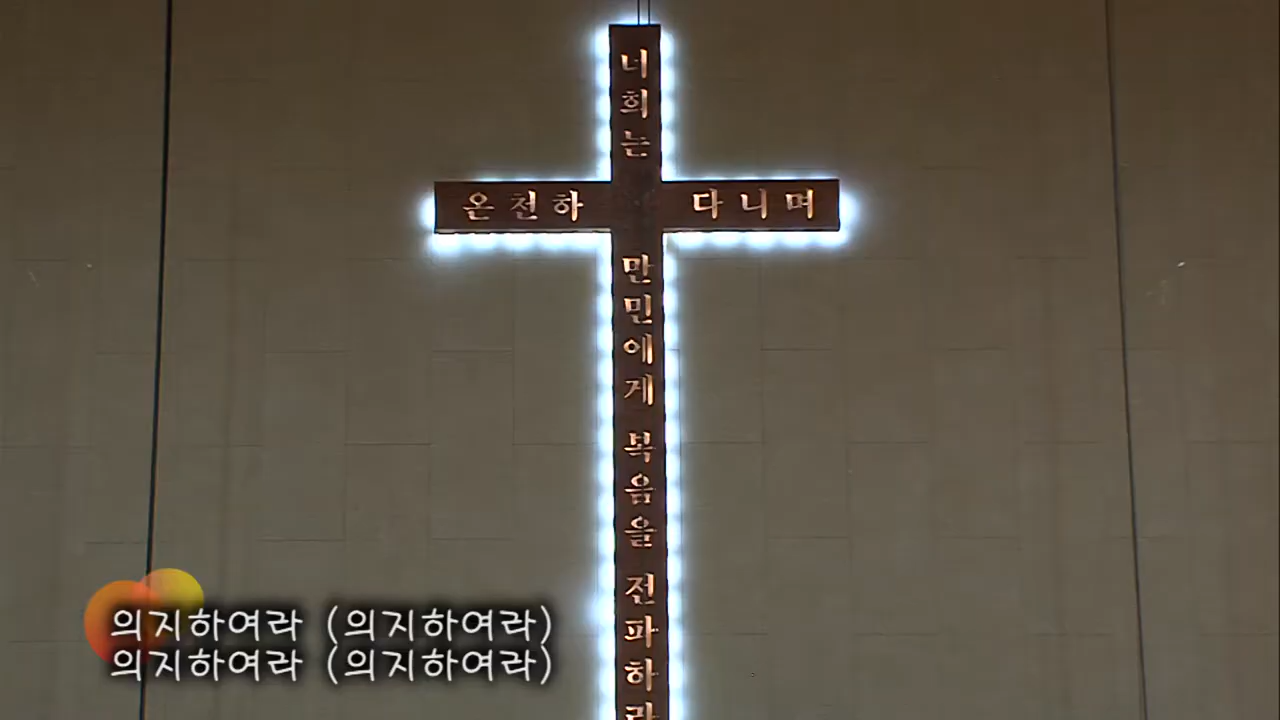 너희는
온천하 다니며
만민에게 복음을 전파하라
의지하여라 (의지하여라)
의지하여라 (의지하여라)